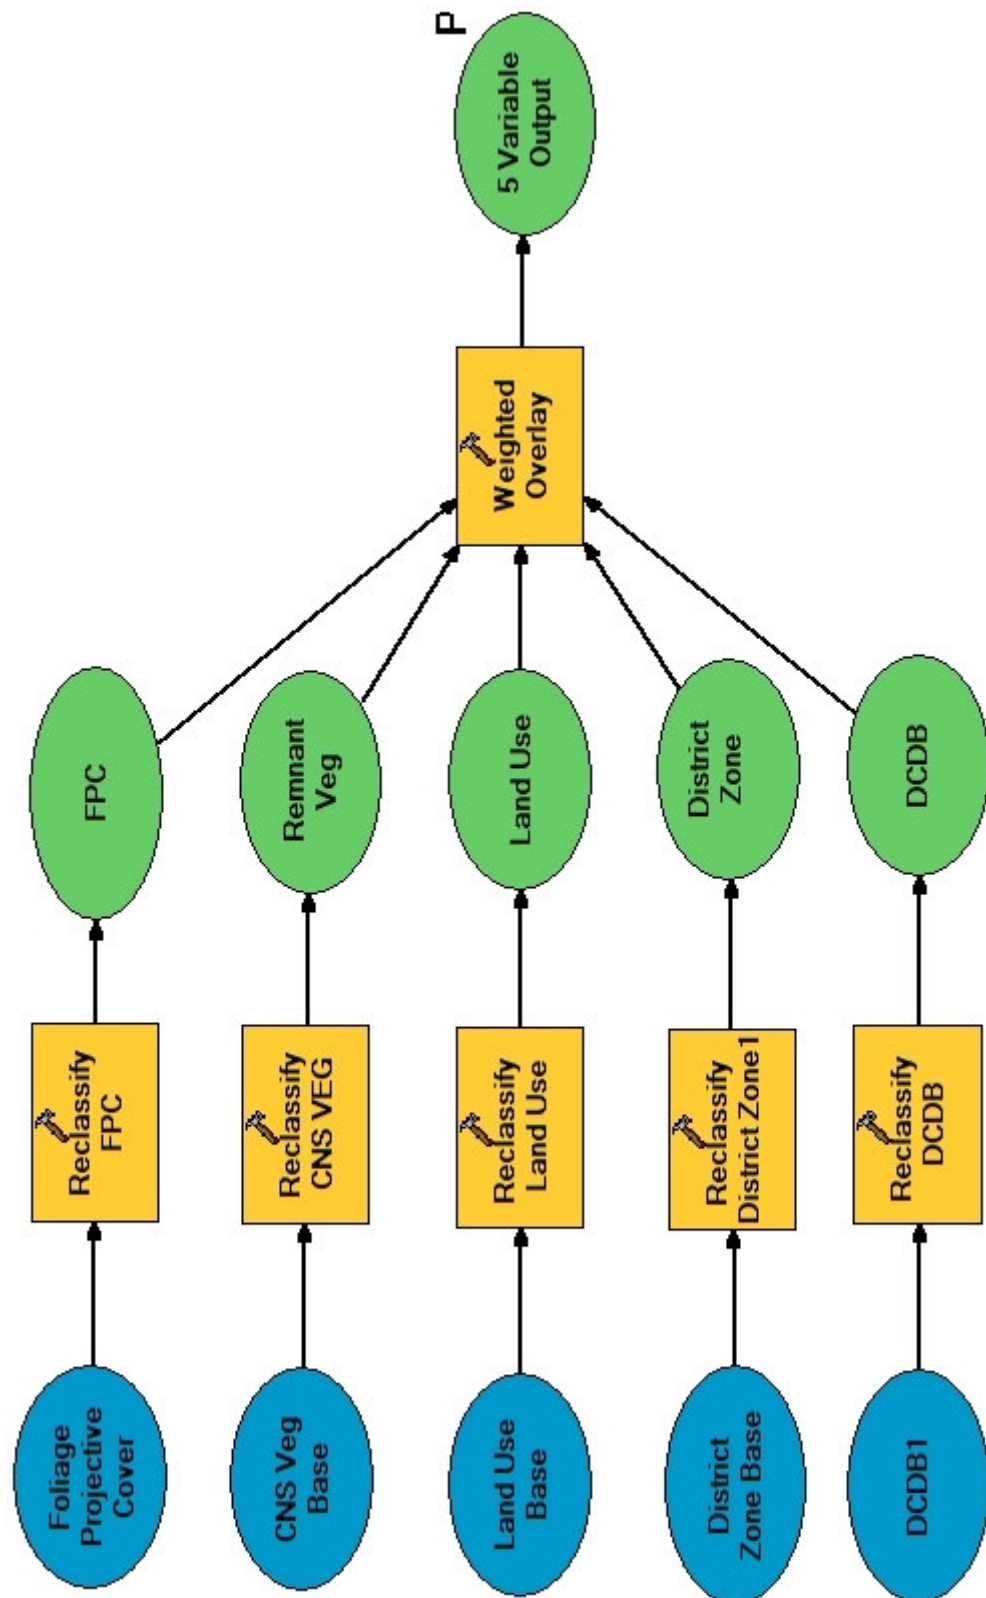 Foliage
Projective
Cover
Reclassify
FPC
FPC
CNS Veg
Base
Reclassify
CNS VEG
Remnant
Veg
Land Use
Base
Reclassify
Land Use
Land Use
District
Zone Base
Reclassify
District Zone1
District
Zone
DCDB1
Reclassify
DCDB
DCDB
Weighted
Overlay
P
5 Variable
Output